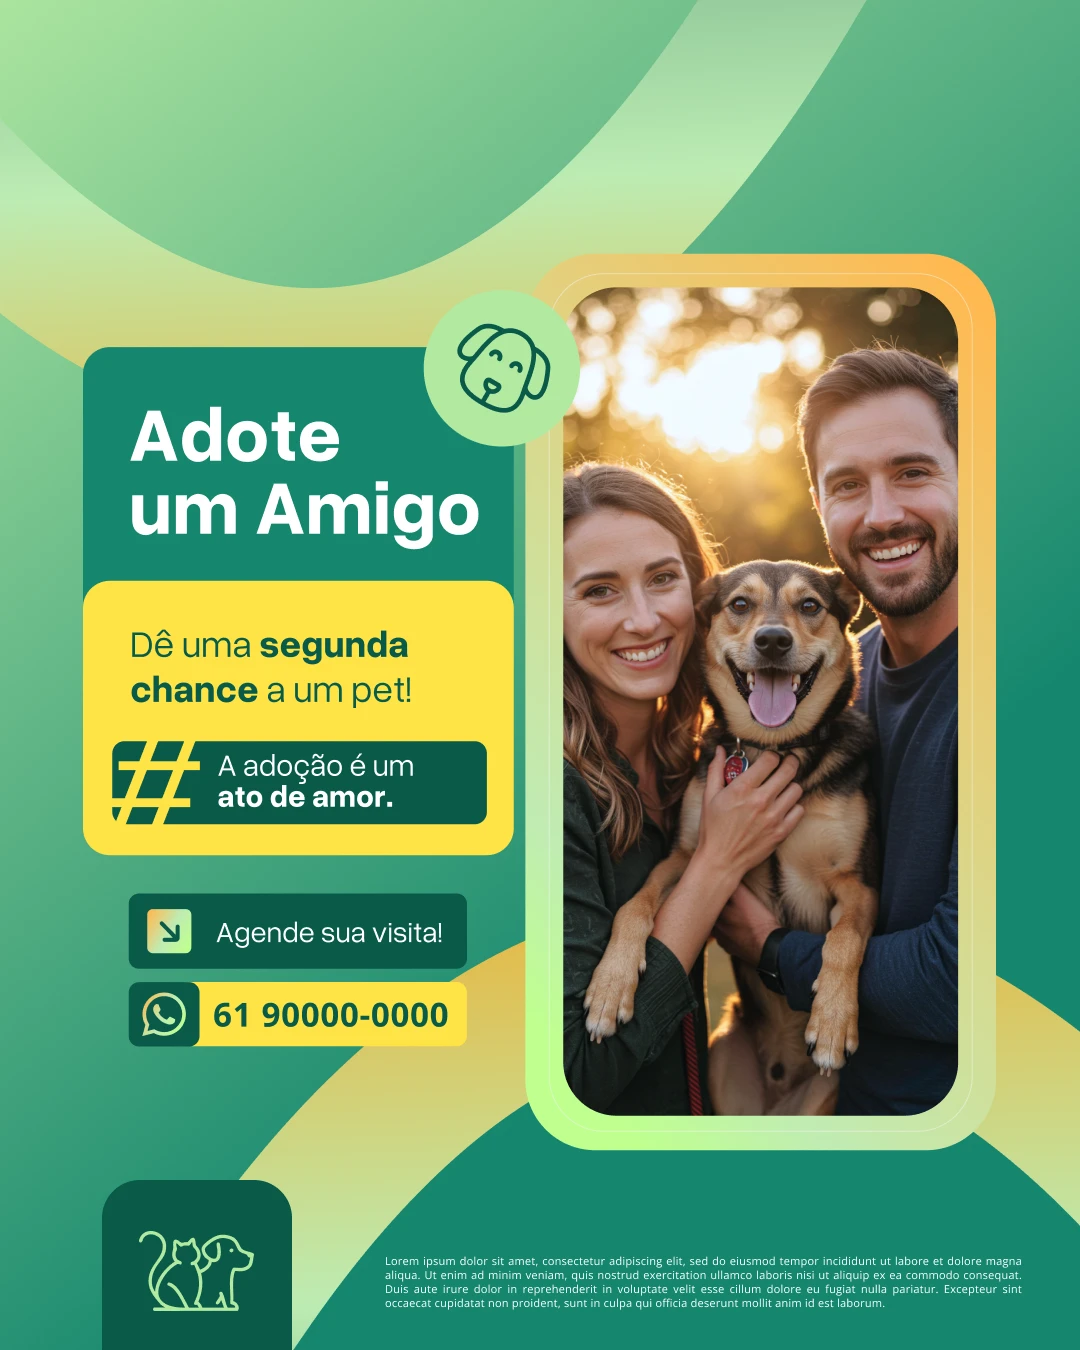 Adote
um Amigo
Dê uma segunda
chance a um pet!
# A adoção é um
ato de amor.
Agende sua visita!
61 90000-0000
Lorem ipsum dolor sit amet, consectetur adipiscing elit, sed do eiusmod tempor incididunt ut labore et dolore magna
aliqua. Ut enim ad minim veniam, quis nostrud exercitation ullamco laboris nisi ut aliquip ex ea commodo consequat.
Duis aute irure dolor in reprehenderit in voluptate velit esse cillum dolore eu fugiat nulla pariatur. Excepteur sint
occaecat cupidatat non proident, sunt in culpa qui officia deserunt mollit anim id est laborum.